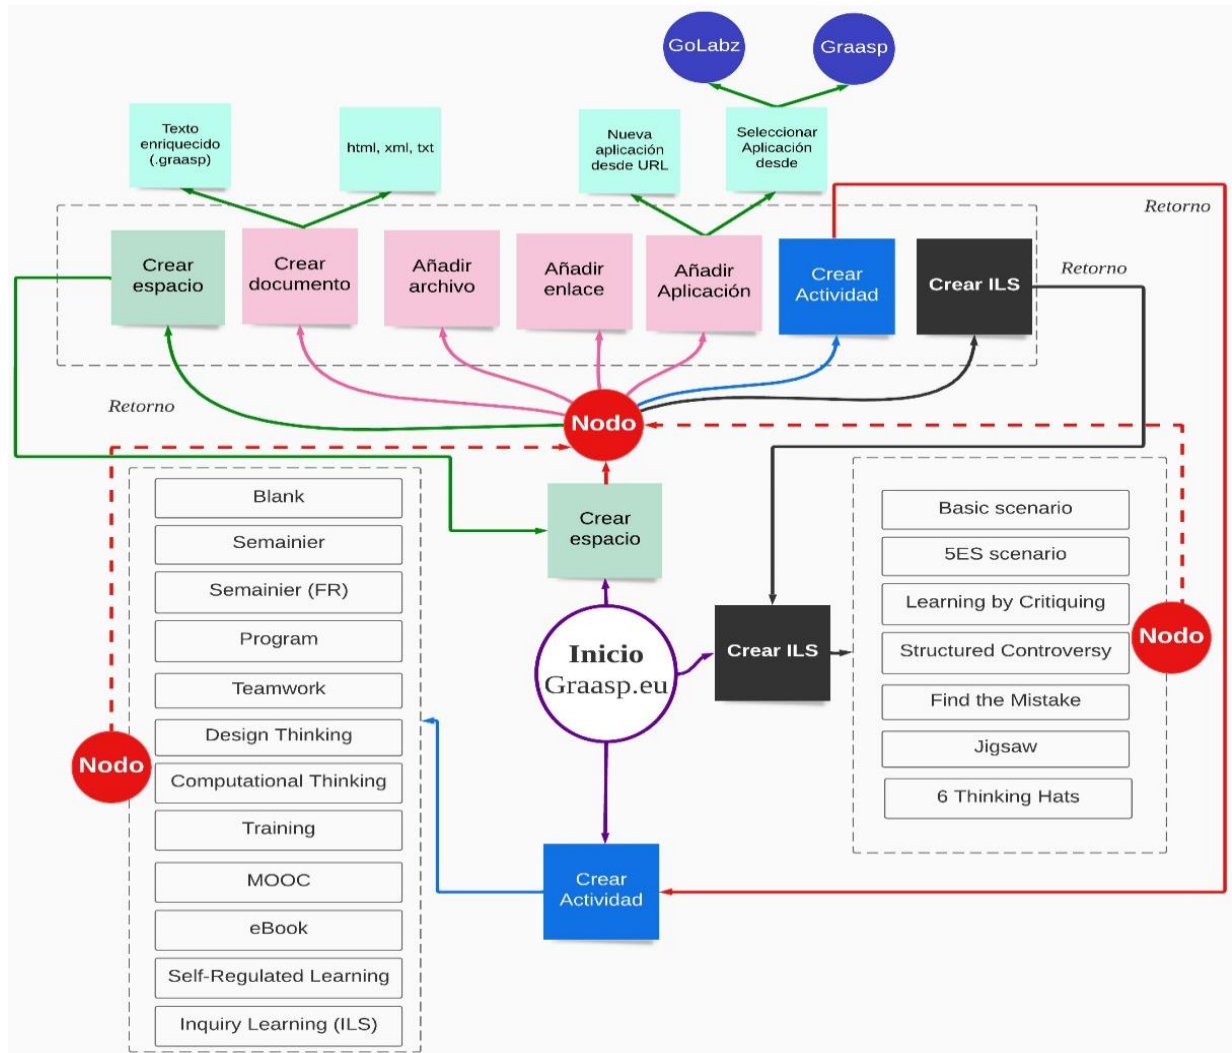 GoLabz
Graasp
Texto
enriquecido
(.graasp)
html, xml, txt
Nueva
aplicación
desde URL
Seleccionar
Aplicación
desde
Retorno
Crear
espacio
Crear
documento
Añadir
archivo
Añadir
enlace
Añadir
Aplicación
Crear
Actividad
Crear ILS
Retorno
Retorno
Nodo
Crear
espacio
Blank
Semainier
Semainier (FR)
Program
Teamwork
Design Thinking
Computational Thinking
Training
MOOC
eBook
Self-Regulated Learning
Inquiry Learning (ILS)
Nodo
Inicio
Graasp.eu
Crear ILS
Basic scenario
5ES scenario
Learning by Critiquing
Structured Controversy
Find the Mistake
Jigsaw
6 Thinking Hats
Nodo
Crear
Actividad